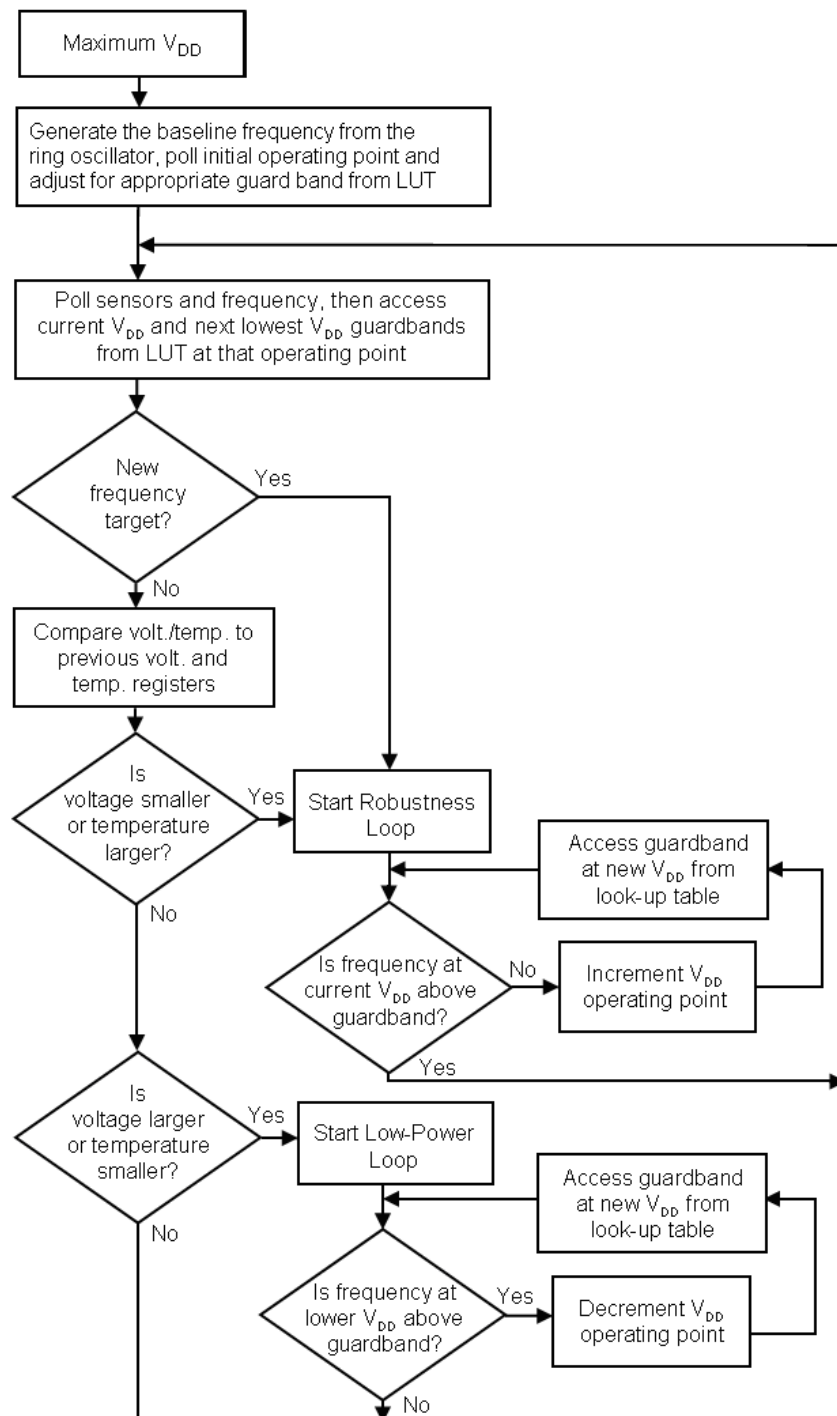 Maximum V_DD
Generate the baseline frequency from the
ring oscillator, poll initial operating point and
adjust for appropriate guard band from LUT
Poll sensors and frequency, then access
current V_DD and next lowest V_DD guardbands
from LUT at that operating point
New
frequency
target?
Yes
No
Compare volt./temp. to
previous volt. and
temp. registers
Is
voltage smaller
or temperature
larger?
Yes
No
Start Robustness
Loop
Access guardband
at new V_DD from
look-up table
Is frequency at
current V_DD above
guardband?
No
Yes
Increment V_DD
operating point
Is
voltage larger
or temperature
smaller?
Yes
No
Start Low-Power
Loop
Access guardband
at new V_DD from
look-up table
Is frequency at
lower V_DD above
guardband?
Yes
No
Decrement V_DD
operating point